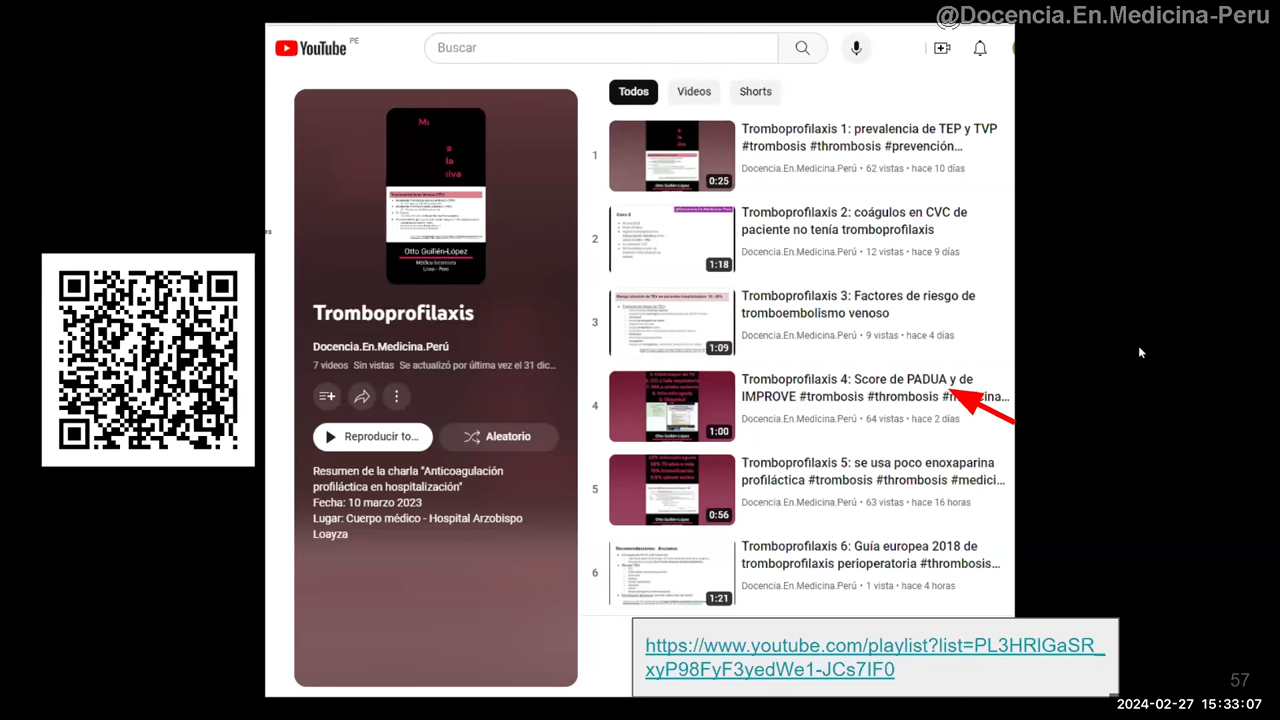 @Docencia.En.Medicina-Peru
YouTube PE
Buscar
Todos
Videos
Shorts
Otto Guillén-López
Médico Internista
Lima - Perú
Tromboprofilaxis
Docencia.En.Medicina.Perú
7 videos Sin vistas Se actualizó por última vez el 31 dic...
Reproducir to...
Aleatorio
Resumen de la charla "Anticoagulación
profiláctica en hospitalización"
Fecha: 10 marzo2023
Lugar: Cuerpo médico - Hospital Arzobispo
Loayza
1
0:25
Tromboprofilaxis 1: prevalencia de TEP y TVP
#trombosis #thrombosis #prevención...
Docencia.En.Medicina.Perú • 62 vistas • hace 10 días
2
Caso 2
1:18
Tromboprofilaxis 2: coágulos en CVC de
paciente no tenía tromboprofilaxis
Docencia.En.Medicina.Perú • 12 vistas • hace 9 días
3
1:09
Tromboprofilaxis 3: Factores de riesgo de
tromboembolismo venoso
Docencia.En.Medicina.Perú • 9 vistas • hace 4 días
4
1:00
Tromboprofilaxis 4: Score de PADUA y de
IMPROVE #trombosis #thrombosis
Docencia.En.Medicina.Perú • 64 vistas • hace 2 días
5
0:56
Tromboprofilaxis 5: se usa poco enoxaparina
profiláctica #trombosis #thrombosis #medici...
Docencia.En.Medicina.Perú • 63 vistas • hace 16 horas
6
1:21
Tromboprofilaxis 6: Guía europea 2018 de
tromboprofilaxis perioperatoria #thrombosis...
Docencia.En.Medicina.Perú • 1 vista • hace 4 horas
https://www.youtube.com/playlist?list=PL3HRlGaSR_
xyP98FyF3yedWe1-JCs7IF0
57
2024-02-27 15:33:07